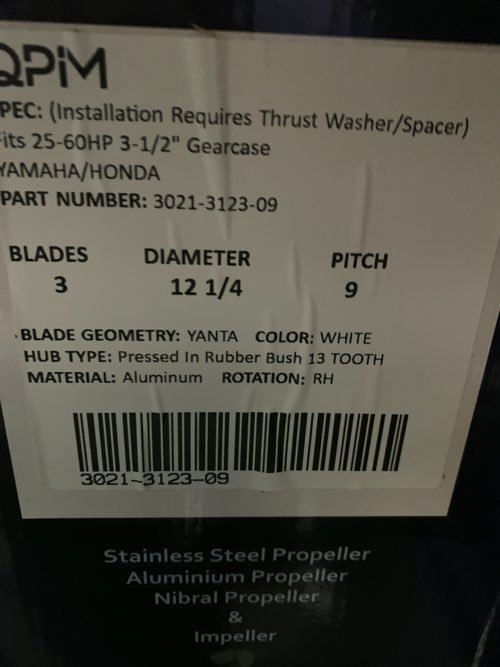 QPiM
PEC: (Installation Requires Thrust Washer/Spacer)
Fits 25-60HP 3-1/2" Gearcase
YAMAHA/HONDA
PART NUMBER: 3021-3123-09
BLADES DIAMETER PITCH
3 12 1/4 9
BLADE GEOMETRY: YANTA COLOR: WHITE
HUB TYPE: Pressed In Rubber Bush 13 TOOTH
MATERIAL: Aluminum ROTATION: RH
3021-3123-09
Stainless Steel Propeller
Aluminium Propeller
Nibral Propeller
&
Impeller